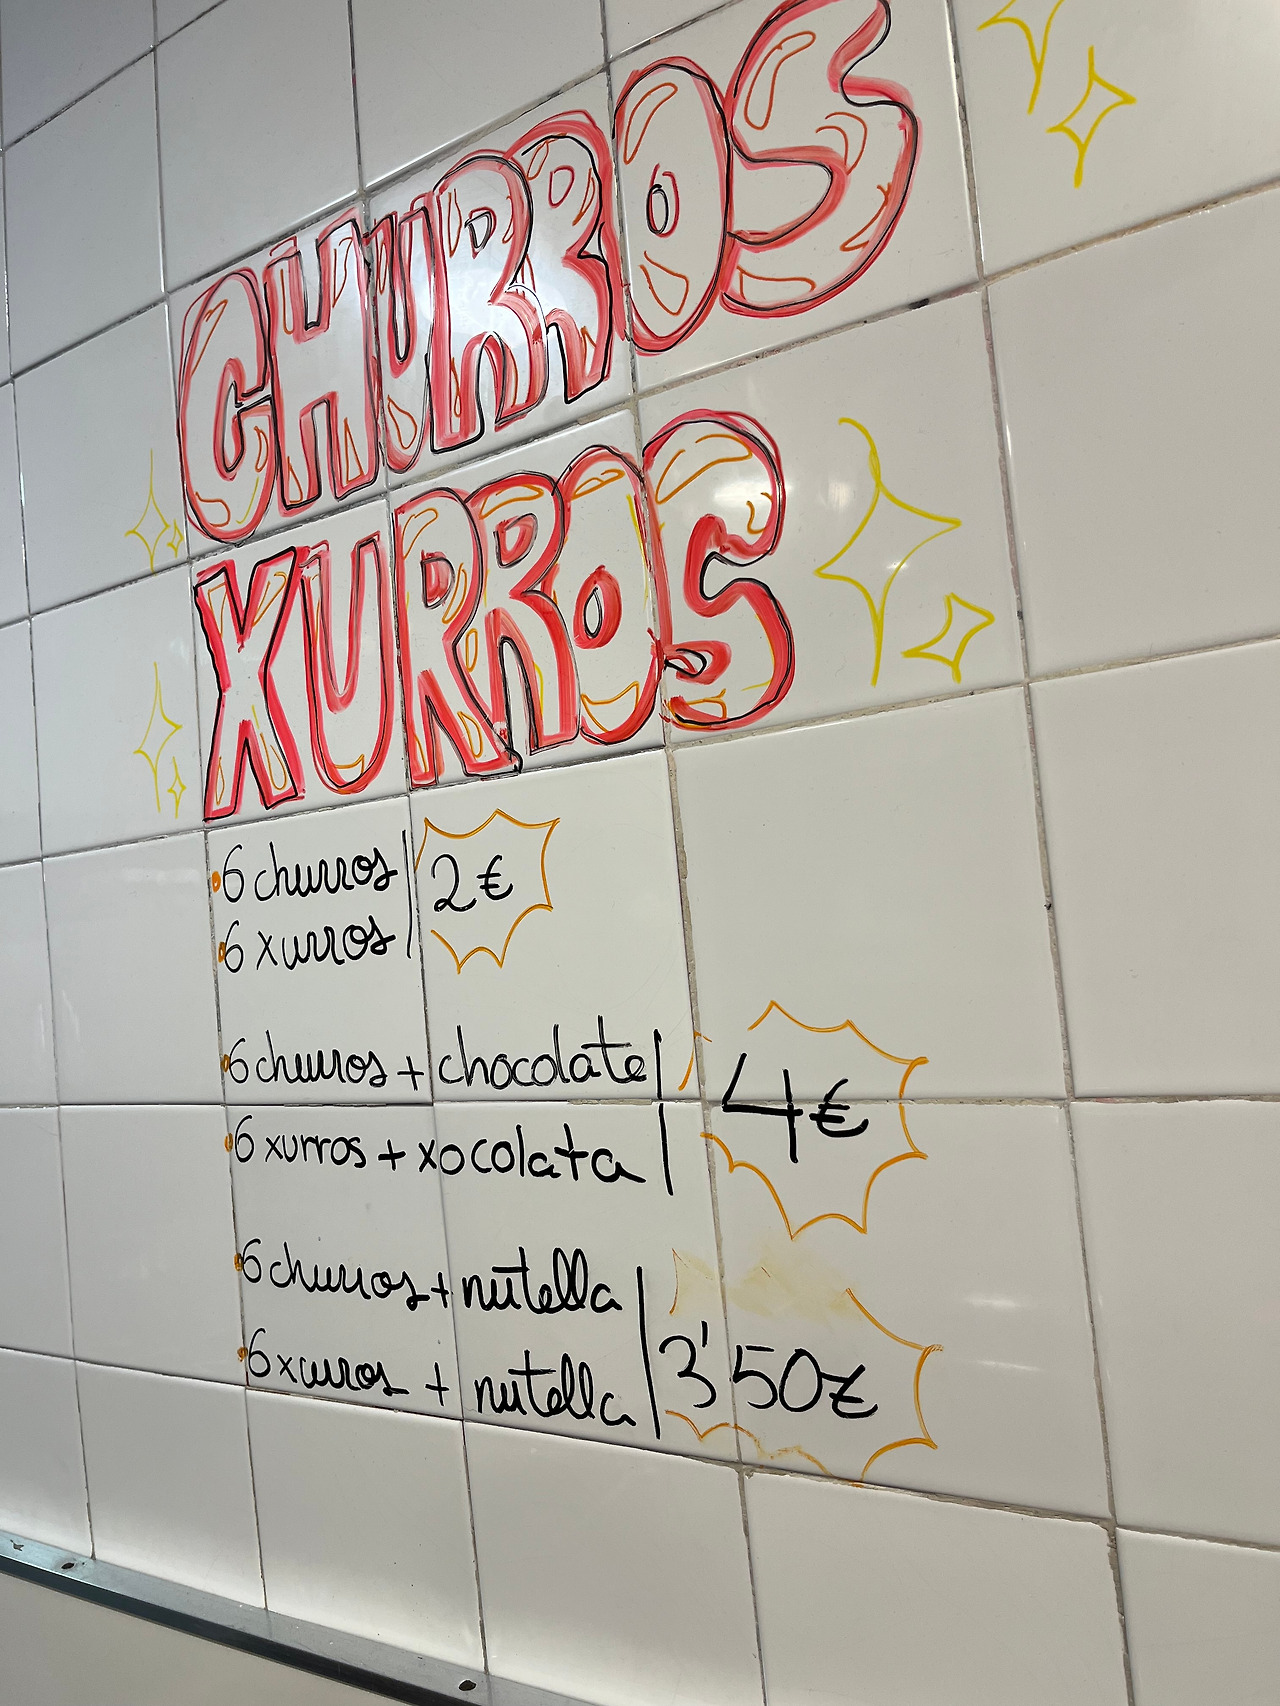 CHURROS
XURROS
6 churros
6 xurros
2€
6 churros + chocolate
6 xurros + xocolata
4€
6 churros + nutella
6 xurros + nutella
3'50€